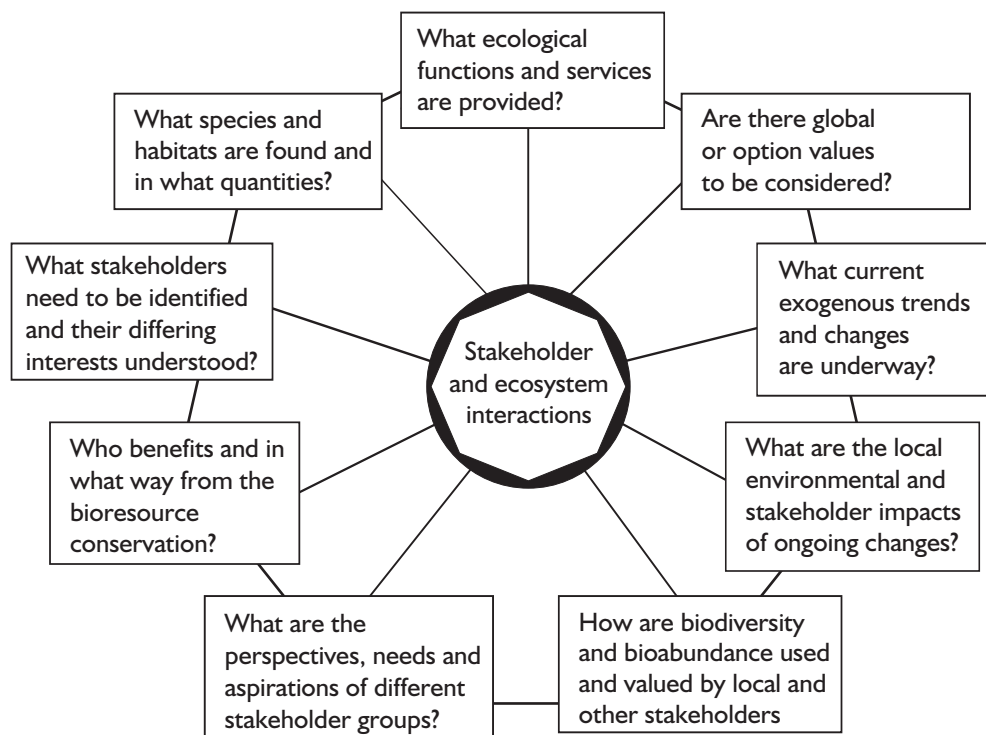 What ecological
functions and services
are provided?
What species and
habitats are found and
in what quantities?
Are there global
or option values
to be considered?
What stakeholders
need to be identified
and their differing
interests understood?
What current
exogenous trends
and changes
are underway?
Stakeholder
and ecosystem
interactions
Who benefits and in
what way from the
bioresource
conservation?
What are the local
environmental and
stakeholder impacts
of ongoing changes?
What are the
perspectives, needs and
aspirations of different
stakeholder groups?
How are biodiversity
and bioabundance used
and valued by local and
other stakeholders